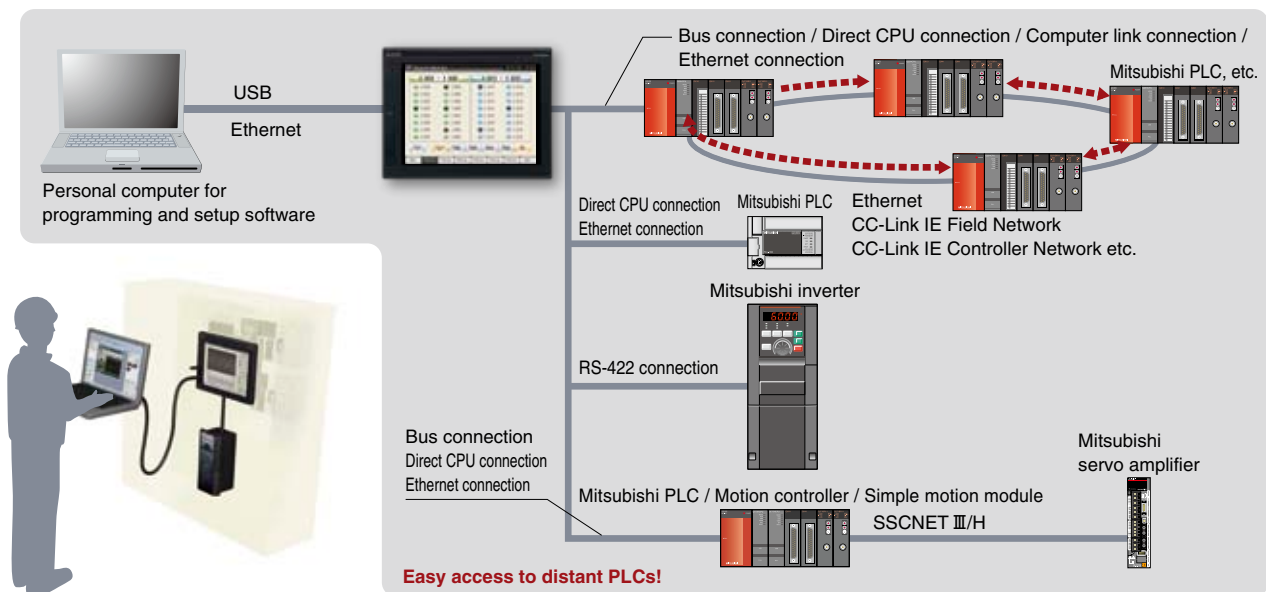 Bus connection / Direct CPU connection / Computer link connection /
Ethernet connection
Mitsubishi PLC, etc.
USB
Ethernet
Personal computer for
programming and setup software
Direct CPU connection
Ethernet connection
Mitsubishi PLC
Ethernet
CC-Link IE Field Network
CC-Link IE Controller Network etc.
Mitsubishi inverter
6000
RS-422 connection
Bus connection
Direct CPU connection
Ethernet connection
Mitsubishi
servo amplifier
Mitsubishi PLC / Motion controller / Simple motion module
SSCNET Ⅲ/H
Easy access to distant PLCs!